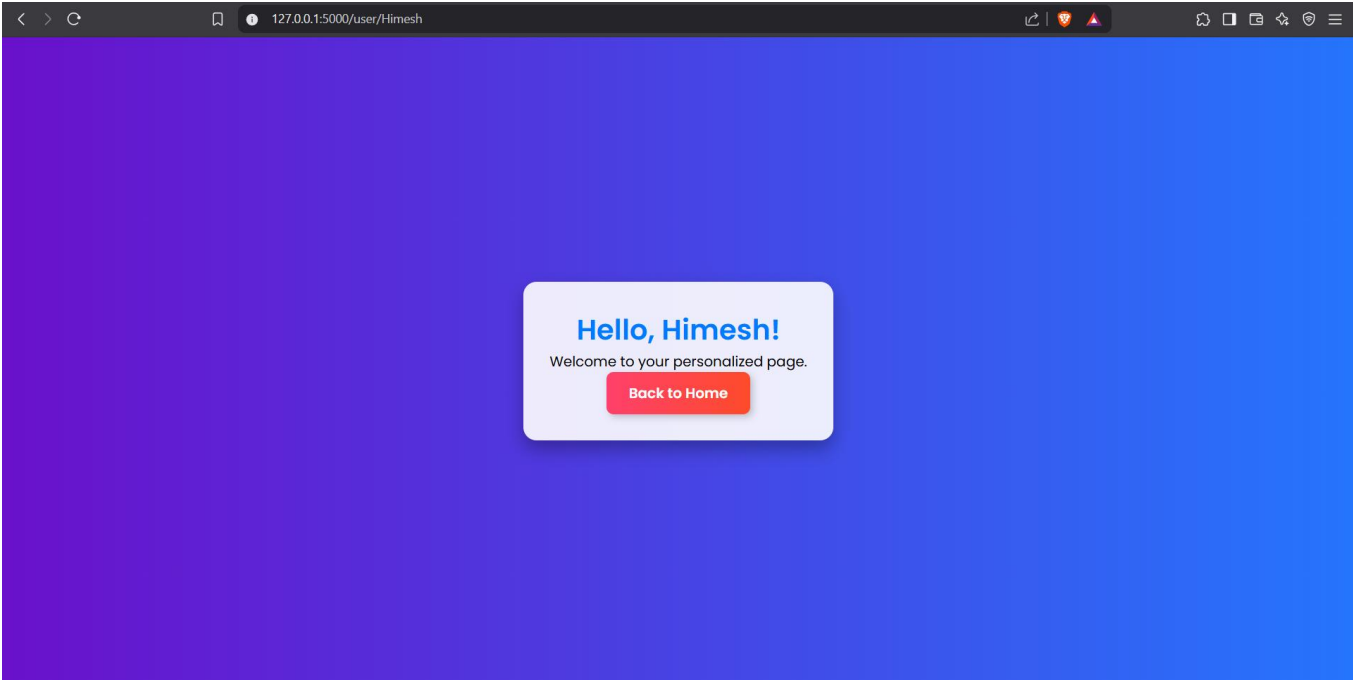 127.0.0.1:5000/user/Himesh
Hello, Himesh!
Welcome to your personalized page.
Back to Home